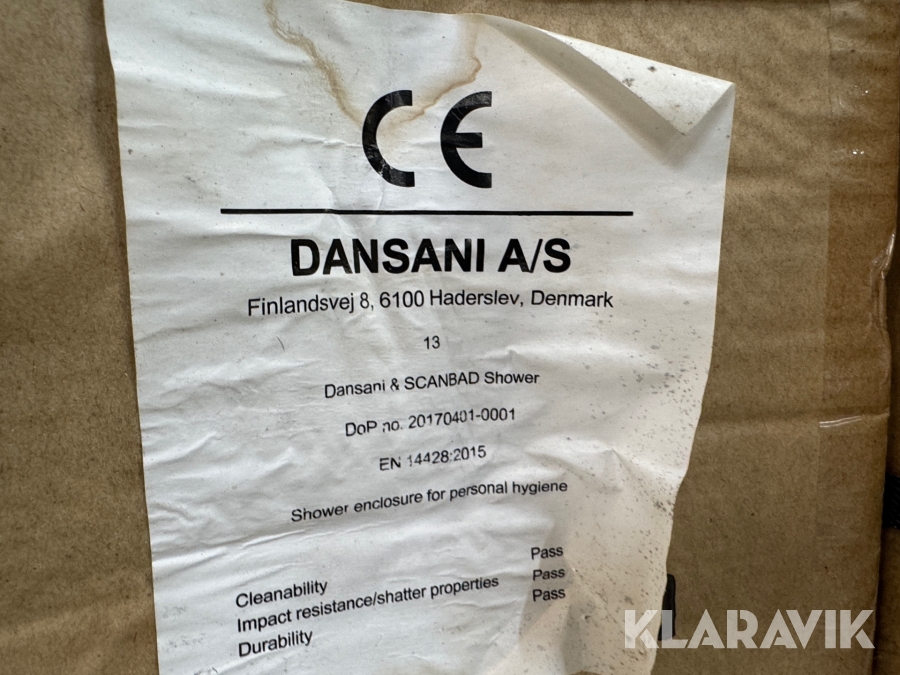 CE
DANSANI A/S
Finlandsvej 8, 6100 Haderslev, Denmark
13
Dansani & SCANBAD Shower
DoP no. 20170401-0001
EN 14428:2015
Shower enclosure for personal hygiene
Cleanability Pass
Impact resistance/shatter properties Pass
Durability Pass
KLARAVIK